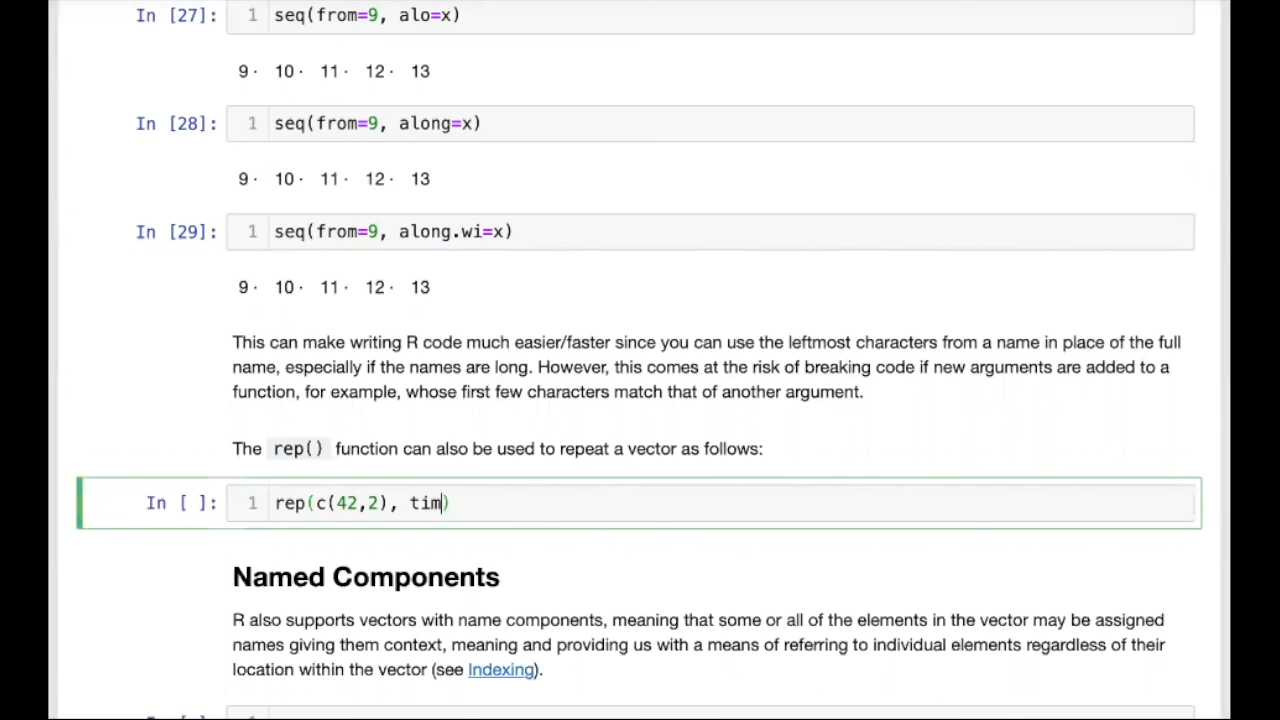 In [27]: 1 seq(from=9, alo=x)
9· 10· 11· 12· 13
In [28]: 1 seq(from=9, along=x)
9· 10· 11· 12· 13
In [29]: 1 seq(from=9, along.wi=x)
9· 10· 11· 12· 13
This can make writing R code much easier/faster since you can use the leftmost characters from a name in place of the full
name, especially if the names are long. However, this comes at the risk of breaking code if new arguments are added to a
function, for example, whose first few characters match that of another argument.
The rep() function can also be used to repeat a vector as follows:
In [ ]: 1 rep(c(42,2), tim)
Named Components
R also supports vectors with name components, meaning that some or all of the elements in the vector may be assigned
names giving them context, meaning and providing us with a means of referring to individual elements regardless of their
location within the vector (see Indexing).